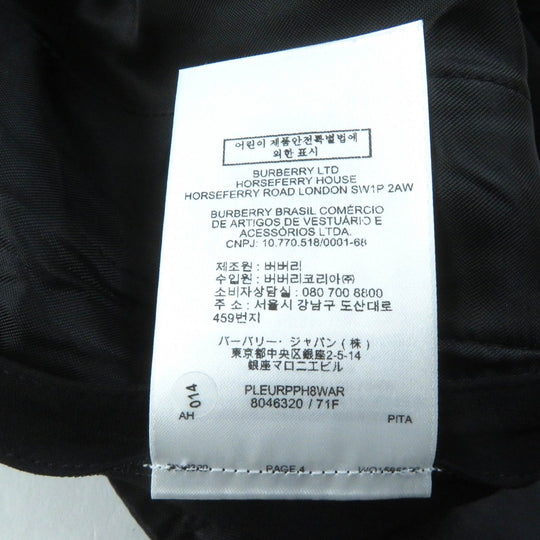 어린이 제품안전특별법에
의한 표시
BURBERRY LTD
HORSEFERRY HOUSE
HORSEFERRY ROAD LONDON SW1P 2AW
BURBERRY BRASIL COMÉRCIO
DE ARTIGOS DE VESTUÁRIO E
ACESSÓRIOS LTDA.
CNPJ: 10.770.518/0001-68
제조원 : 버버리
수입원 : 버버리코리아㈜
소비자상담실 : 080 700 8800
주 소 : 서울시 강남구 도산대로
459번지
バーバリー・ジャパン(株)
東京都中央区銀座2-5-14
銀座マロニエビル
014
AH
PLEURPPH8WAR
8046320 / 71F
PITA
PAGE 4